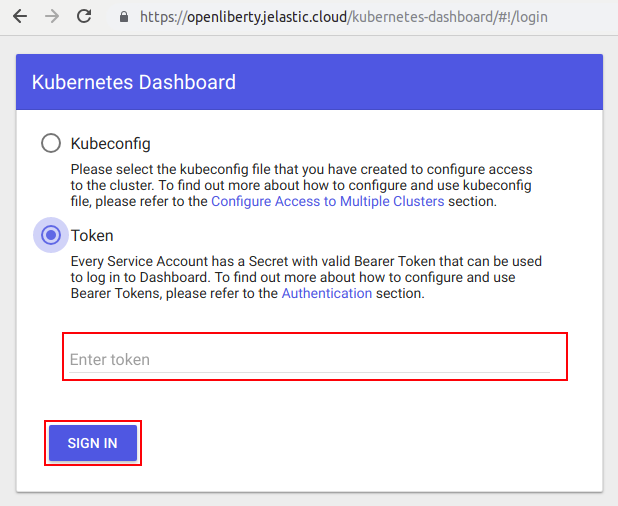 https://openliberty.jelastic.cloud/kubernetes-dashboard/#!/login
Kubernetes Dashboard
Kubeconfig
Please select the kubeconfig file that you have created to configure access
to the cluster. To find out more about how to configure and use kubeconfig
file, please refer to the Configure Access to Multiple Clusters section.
Token
Every Service Account has a Secret with valid Bearer Token that can be used
to log in to Dashboard. To find out more about how to configure and use
Bearer Tokens, please refer to the Authentication section.
Enter token
SIGN IN